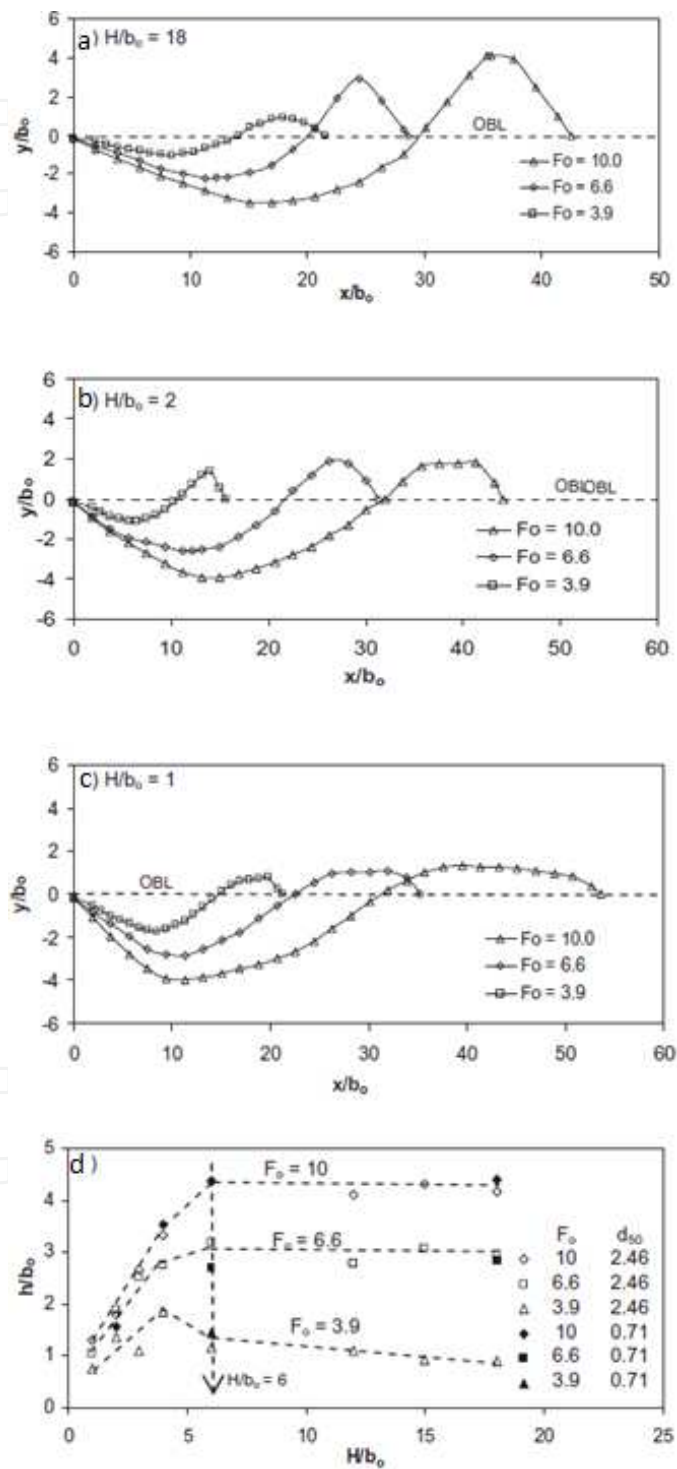 a) H/bₒ = 18
6
4
2
0
-2
-4
-6
y/bₒ
OBL
Fo = 10.0
Fo = 6.6
Fo = 3.9
0 10 20 30 40 50
x/bₒ
b) H/bₒ = 2
6
4
2
0
-2
-4
-6
y/bₒ
OBLOBL
Fo = 10.0
Fo = 6.6
Fo = 3.9
0 10 20 30 40 50 60
x/bₒ
c) H/bₒ = 1
6
4
2
0
-2
-4
-6
y/bₒ
OBL
Fo = 10.0
Fo = 6.6
Fo = 3.9
0 10 20 30 40 50 60
x/bₒ
d)
5
4
3
2
1
0
h/bₒ
Fₒ = 10
Fₒ = 6.6
Fₒ = 3.9
H/bₒ = 6
Fₒ d₅₀
10 2.46
6.6 2.46
3.9 2.46
10 0.71
6.6 0.71
3.9 0.71
0 5 10 15 20 25
H/bₒ